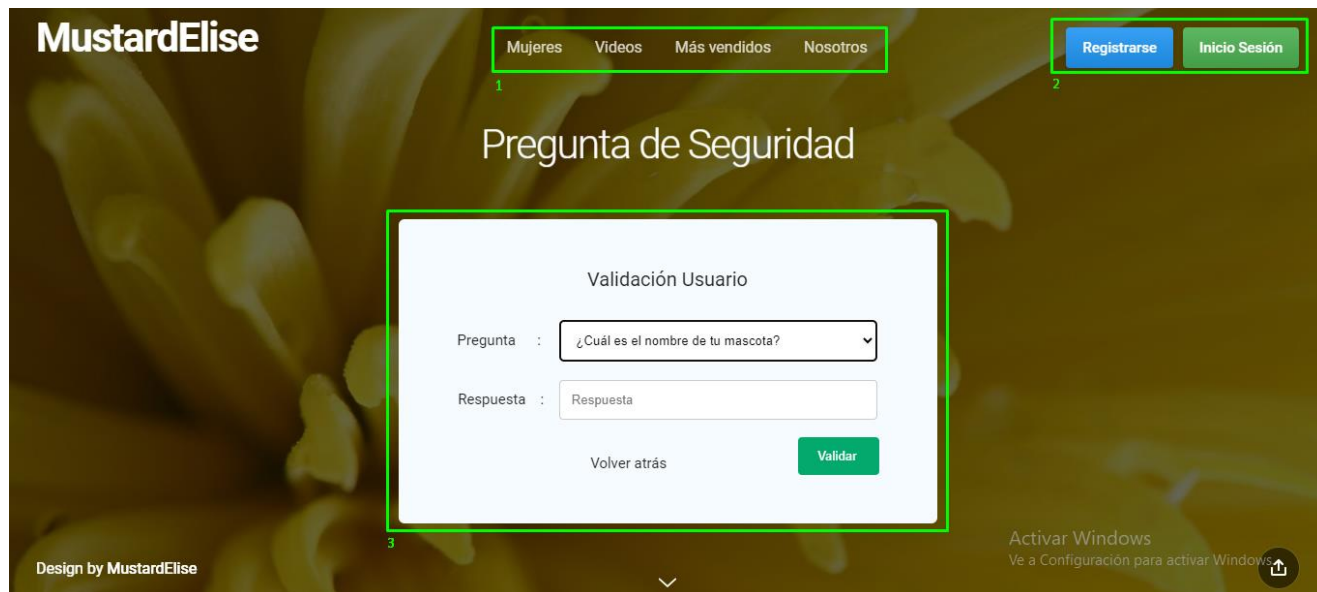 MustardElise
Mujeres Videos Más vendidos Nosotros
Registrarse Inicio Sesión
1
2
Pregunta de Seguridad
Validación Usuario
Pregunta : ¿Cuál es el nombre de tu mascota?
Respuesta : Respuesta
Volver atrás Validar
3
Activar Windows
Ve a Configuración para activar Windows.
Design by MustardElise